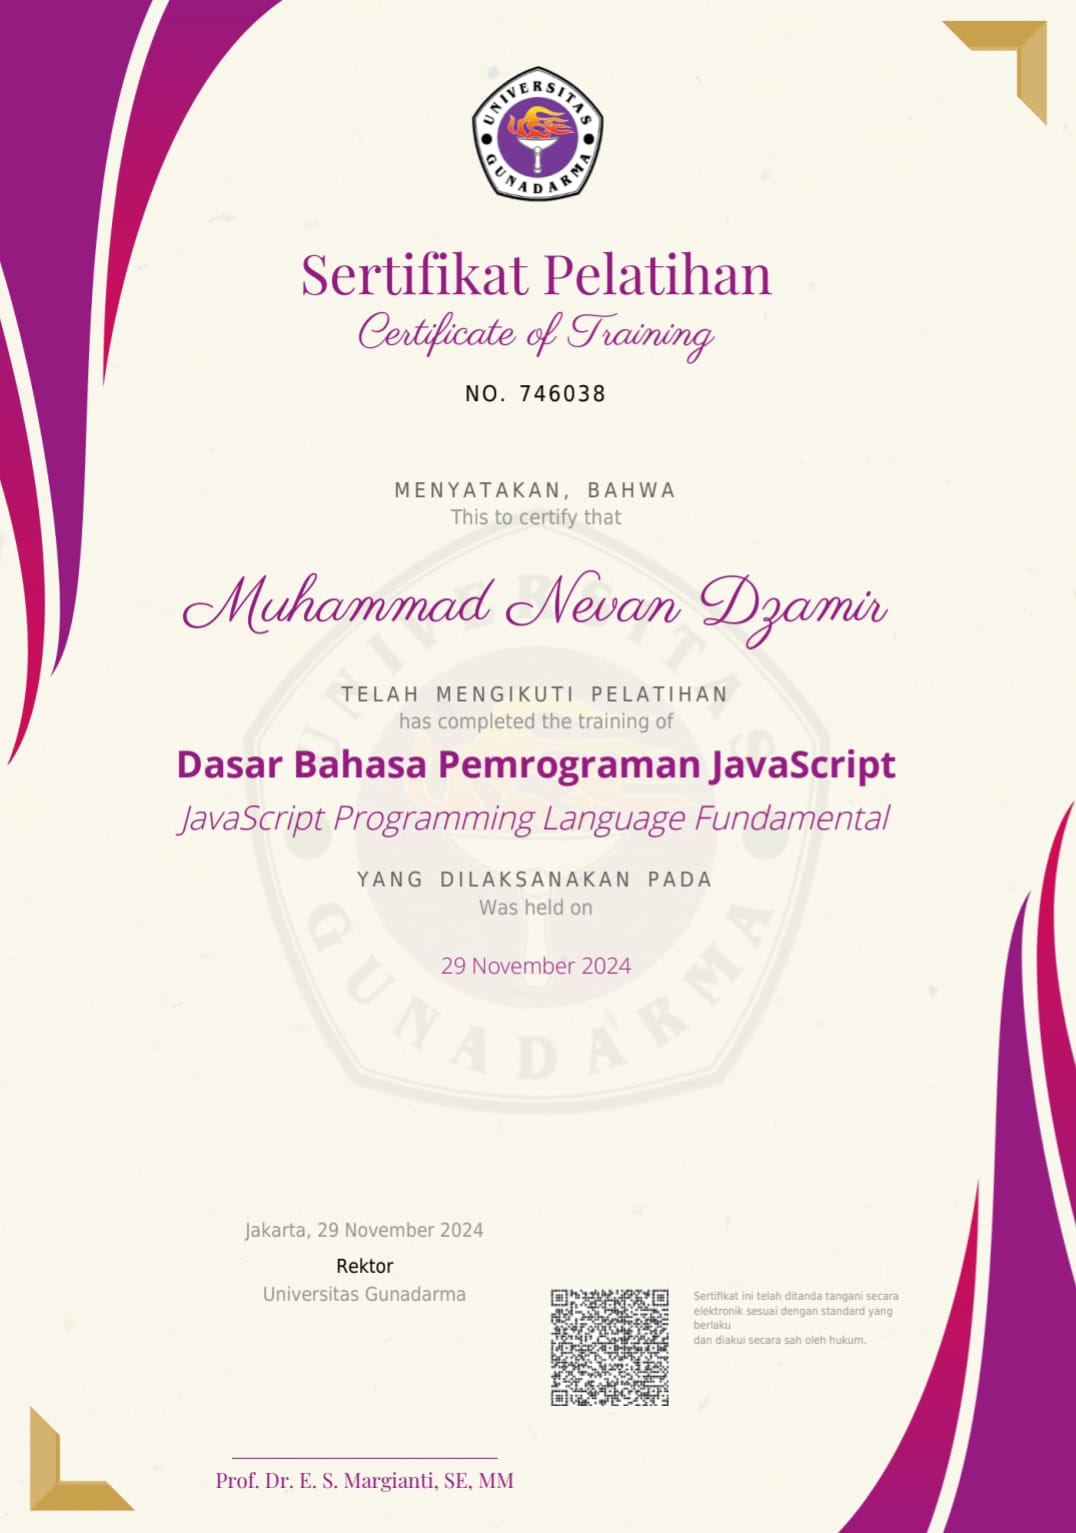 UNIVERSITAS
GUNADARMA
Sertifikat Pelatihan
Certificate of Training
NO. 746038
MENYATAKAN, BAHWA
This to certify that
Muhammad Nevan Dzamir
TELAH MENGIKUTI PELATIHAN
has completed the training of
Dasar Bahasa Pemrograman JavaScript
JavaScript Programming Language Fundamental
YANG DILAKSANAKAN PADA
Was held on
29 November 2024
UNIVERSITAS
GUNADARMA
Jakarta, 29 November 2024
Rektor
Universitas Gunadarma
Sertifikat ini telah ditanda tangani secara
elektronik sesuai dengan standard yang
berlaku
dan diakui secara sah oleh hukum.
Prof. Dr. E. S. Margianti, SE, MM